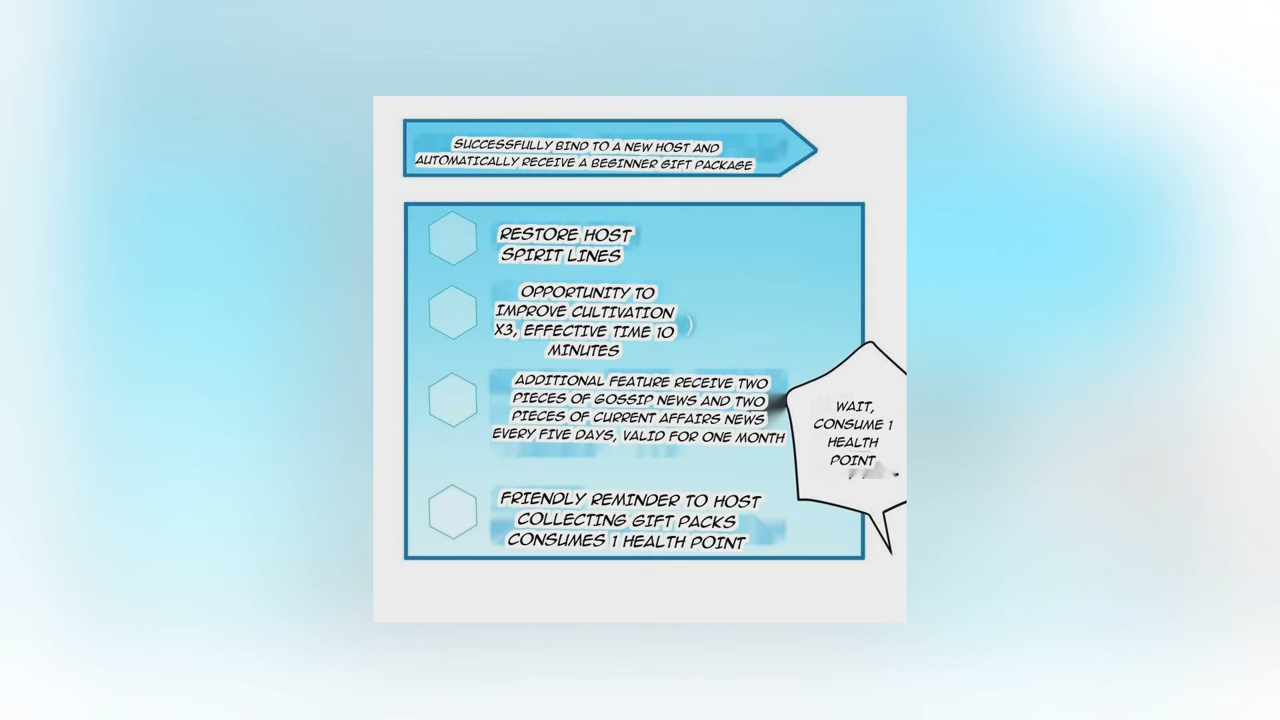 SUCCESSFULLY BIND TO A NEW HOST AND
AUTOMATICALLY RECEIVE A BEGINNER GIFT PACKAGE
RESTORE HOST
SPIRIT LINES
OPPORTUNITY TO
IMPROVE CULTIVATION
X3, EFFECTIVE TIME 10
MINUTES
ADDITIONAL FEATURE RECEIVE TWO
PIECES OF GOSSIP NEWS AND TWO
PIECES OF CURRENT AFFAIRS NEWS
EVERY FIVE DAYS, VALID FOR ONE MONTH
WAIT,
CONSUME 1
HEALTH
POINT
FRIENDLY REMINDER TO HOST
COLLECTING GIFT PACKS
CONSUMES 1 HEALTH POINT